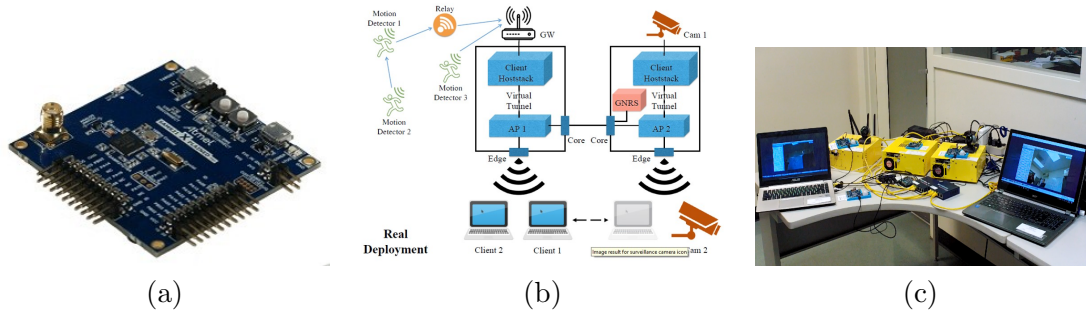 Motion
Detector 1
Relay
GW
Cam 1
Client
Hoststack
Client
Hoststack
Motion
Detector 3
Virtual
Tunnel
GNRS
Virtual
Tunnel
Motion
Detector 2
AP 1
AP 2
Core
Core
Edge
Edge
Real
Deployment
Client 2
Client 1
Image result for surveillance camera icon
am 2
Atmel
(a)
(b)
(c)